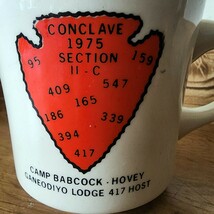 CONCLAVE
1975
95 SECTION 159
II-C
409 547
165
186 339
394
417
CAMP BABCOCK - HOVEY
GANEODIYO LODGE 417 HOST